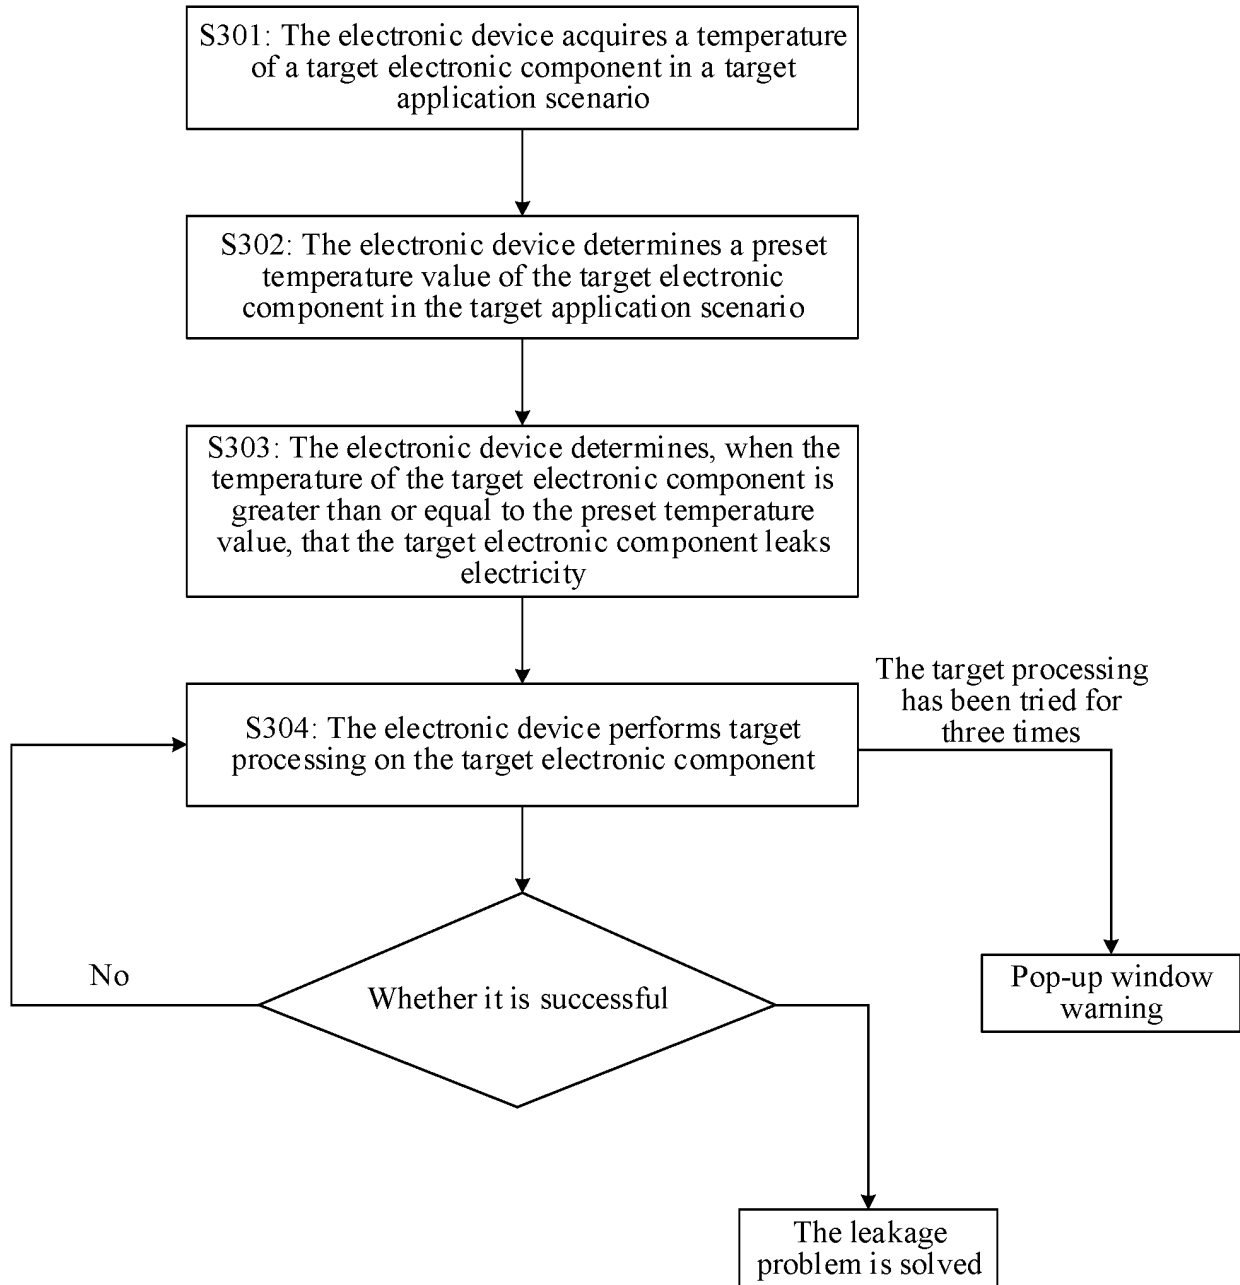 S301: The electronic device acquires a temperature
of a target electronic component in a target
application scenario
S302: The electronic device determines a preset
temperature value of the target electronic
component in the target application scenario
S303: The electronic device determines, when the
temperature of the target electronic component is
greater than or equal to the preset temperature
value, that the target electronic component leaks
electricity
The target processing
has been tried for
three times
S304: The electronic device performs target
processing on the target electronic component
No
Whether it is successful
Pop-up window
warning
The leakage
problem is solved